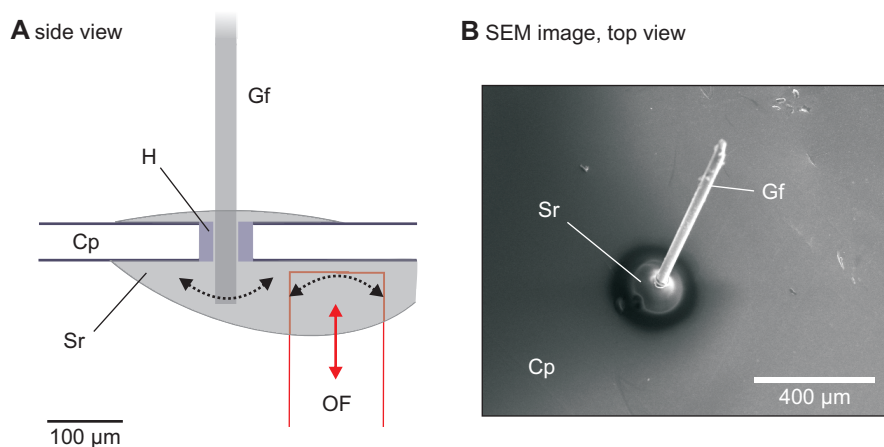 A side view
Gf
H
Cp
Sr
OF
100 µm
B SEM image, top view
Gf
Sr
Cp
400 µm